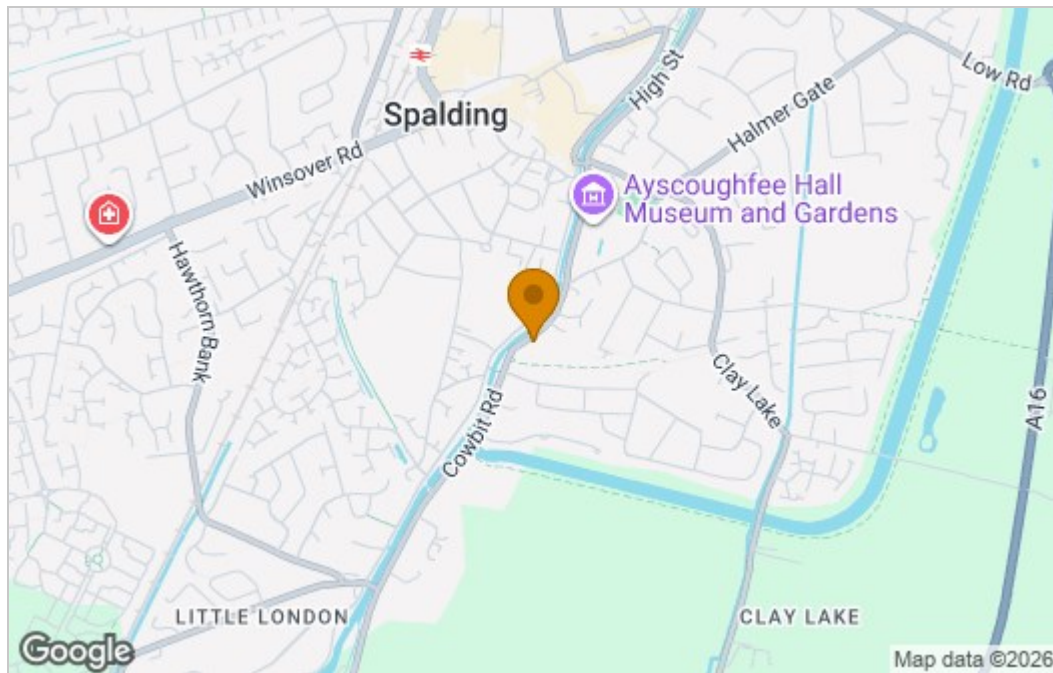 High St
Low Rd
Spalding
Halmer Gate
Winsover Rd
Ayscoughfee Hall
Museum and Gardens
Hawthorn Bank
Clay Lake
A16
Cowbit Rd
LITTLE LONDON
CLAY LAKE
Google
Map data ©2026